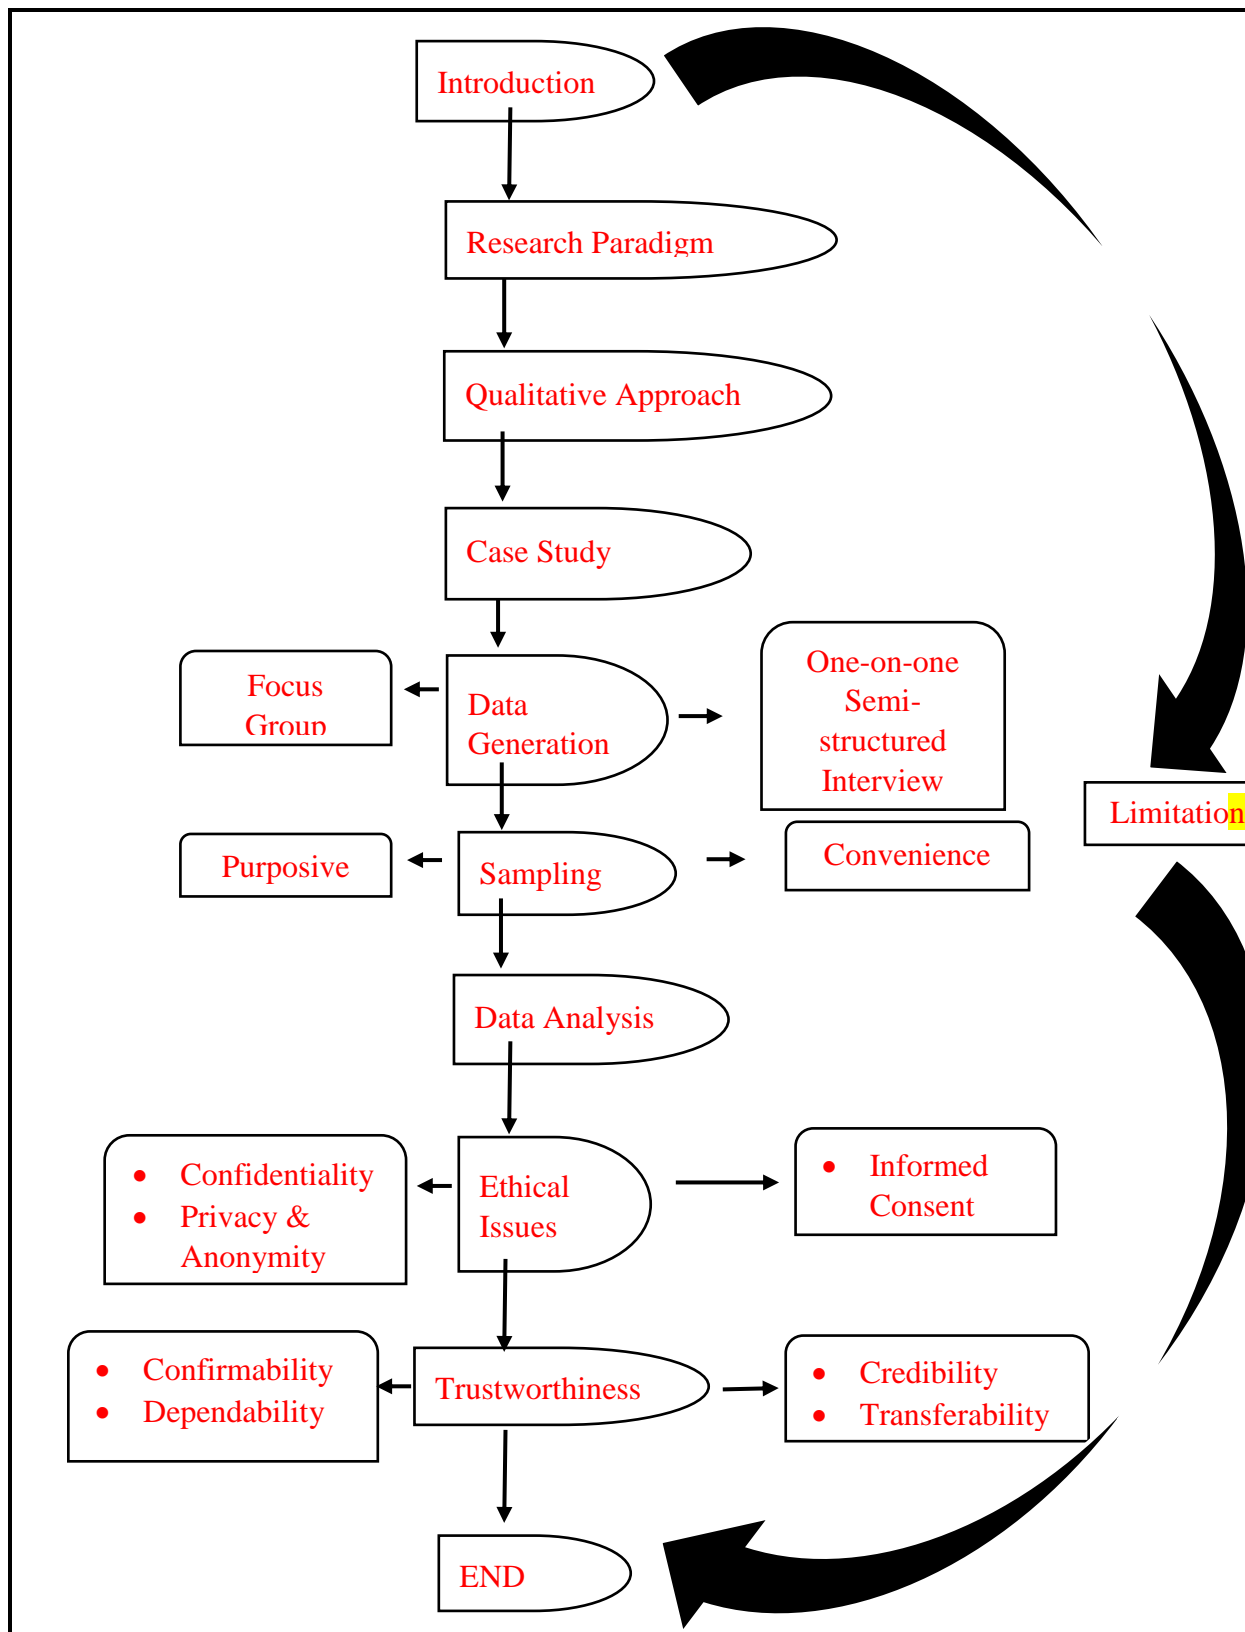 Introduction
Research Paradigm
Qualitative Approach
Case Study
Focus
Group
Data
Generation
One-on-one
Semi-
structured
Interview
Limitation
Purposive
Sampling
Convenience
Data Analysis
• Confidentiality
• Privacy &
Anonymity
Ethical
Issues
• Informed
Consent
• Confirmability
• Dependability
Trustworthiness
• Credibility
• Transferability
END